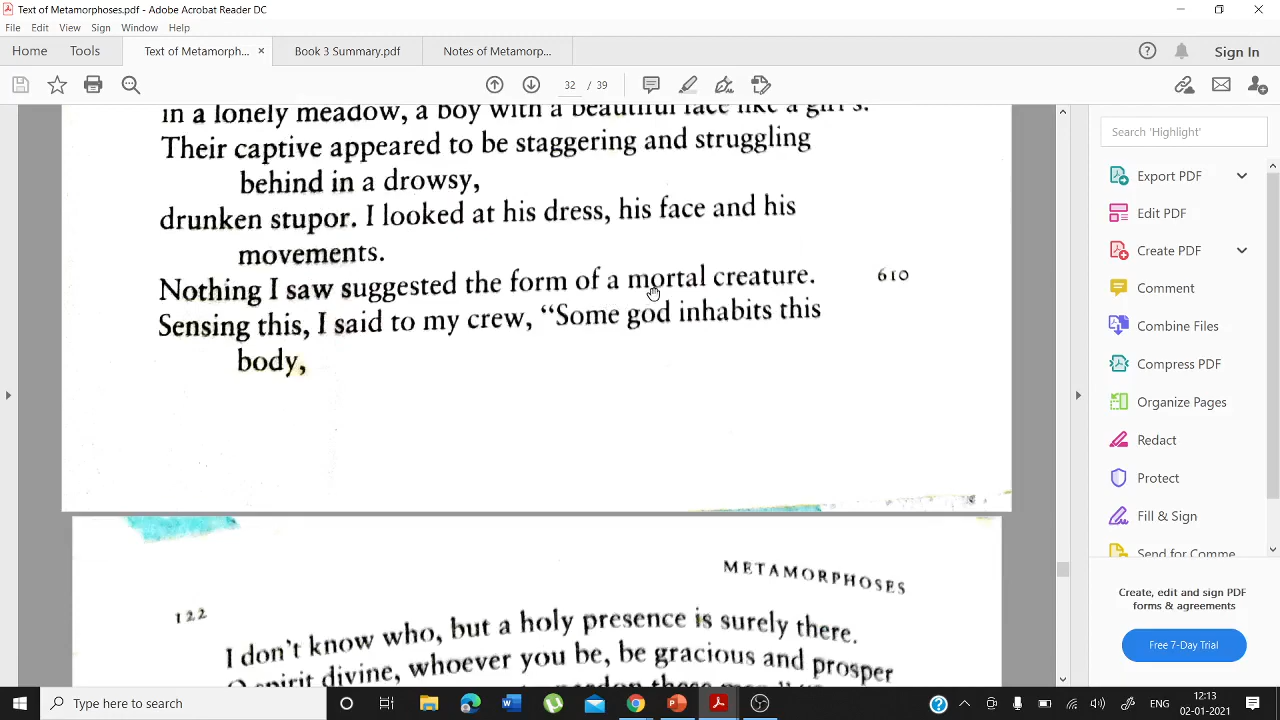 Text of Metamorphoses.pdf - Adobe Acrobat Reader DC
File Edit View Sign Window Help
Home Tools Text of Metamorph... × Book 3 Summary.pdf Notes of Metamorp... Sign In
32 / 39
in a lonely meadow, a boy with a beautiful face like a girl's.
Their captive appeared to be staggering and struggling
behind in a drowsy,
drunken stupor. I looked at his dress, his face and his
movements.
Nothing I saw suggested the form of a mortal creature. 610
Sensing this, I said to my crew, “Some god inhabits this
body,
METAMORPHOSES
122
I don't know who, but a holy presence is surely there.
O spirit divine, whoever you be, be gracious and prosper
pardon these men
Search 'Highlight'
Export PDF
Edit PDF
Create PDF
Comment
Combine Files
Compress PDF
Organize Pages
Redact
Protect
Fill & Sign
Send for Comme
Create, edit and sign PDF
forms & agreements
Free 7-Day Trial
Type here to search
ENG
12:13
02-01-2021